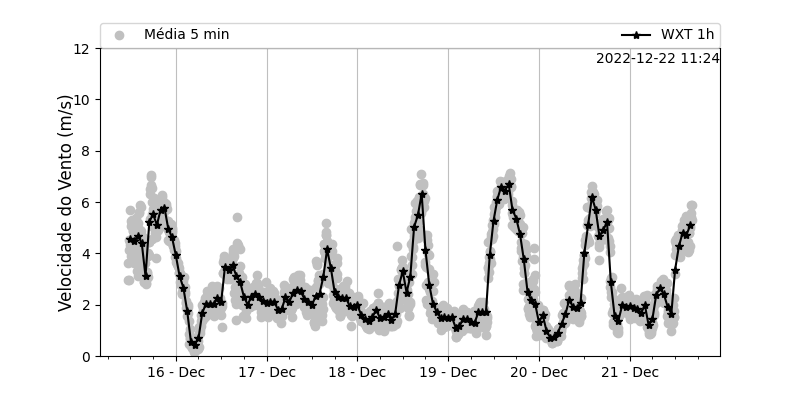 Média 5 min
WXT 1h
2022-12-22 11:24
Velocidade do Vento (m/s)
12
10
8
6
4
2
0
16 - Dec
17 - Dec
18 - Dec
19 - Dec
20 - Dec
21 - Dec